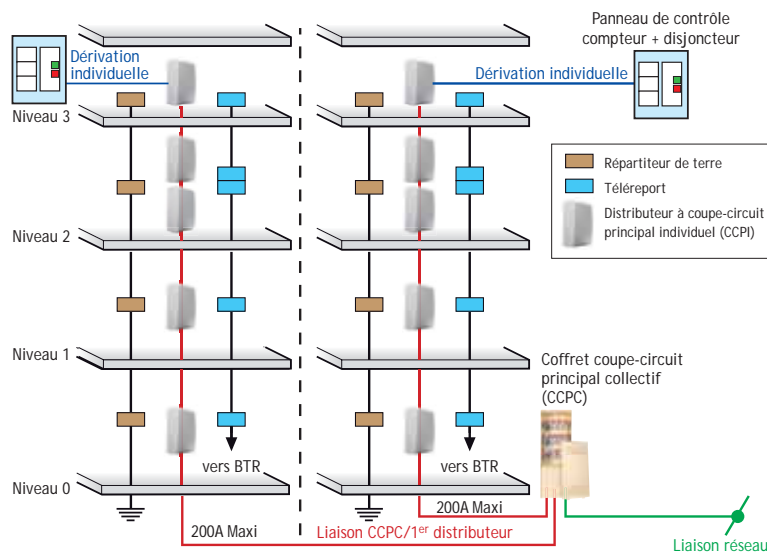 Panneau de contrôle
compteur + disjoncteur
Dérivation
individuelle
Dérivation individuelle
Niveau 3
Répartiteur de terre
Téléreport
Distributeur à coupe-circuit
principal individuel (CCPI)
Niveau 2
Niveau 1
Coffret coupe-circuit
principal collectif
(CCPC)
vers BTR
vers BTR
Niveau 0
200A Maxi
200A Maxi
Liaison CCPC/1er distributeur
Liaison réseau